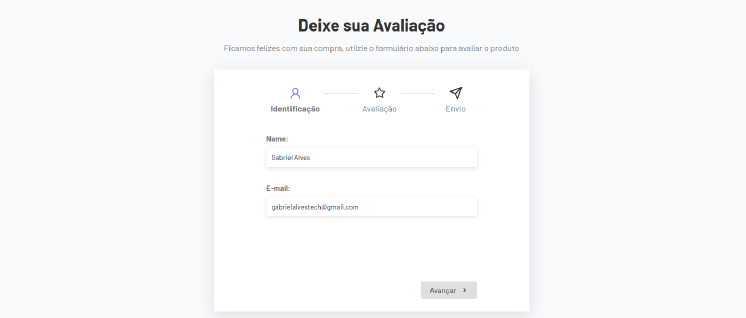 Deixe sua Avaliação
Ficamos felizes com sua compra, utilzie o formulário abaixo para avaliar o produto
Identificação
Avaliação
Envio
Name:
Gabriel Alves
E-mail:
gabrielalvestech@gmail.com
Avançar